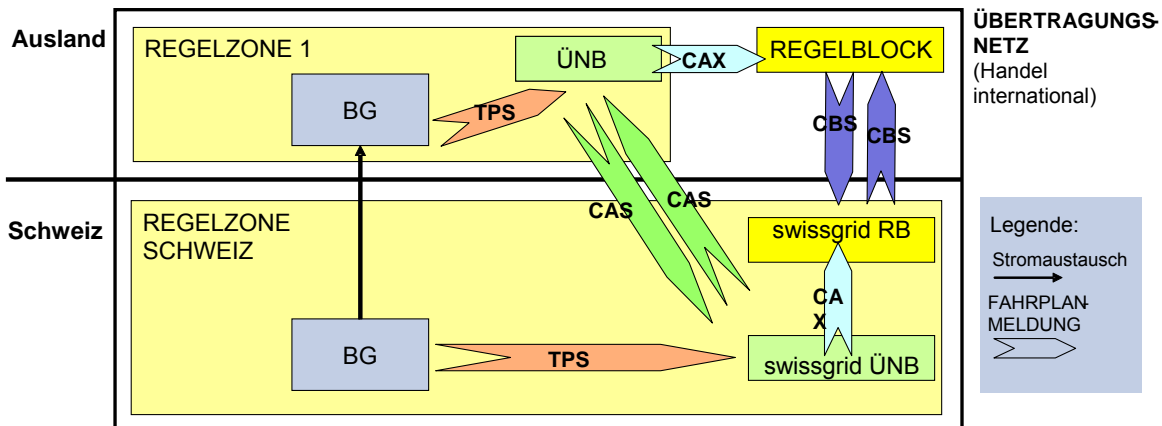 Ausland
REGELZONE 1
ÜNB
CAX
REGELBLOCK
ÜBERTRAGUNGS-
NETZ
(Handel
international)
BG
TPS
CBS
CBS
CAS
CAS
Schweiz
REGELZONE
SCHWEIZ
swissgrid RB
CA
X
BG
TPS
swissgrid ÜNB
Legende:
Stromaustausch
FAHRPLAN-
MELDUNG